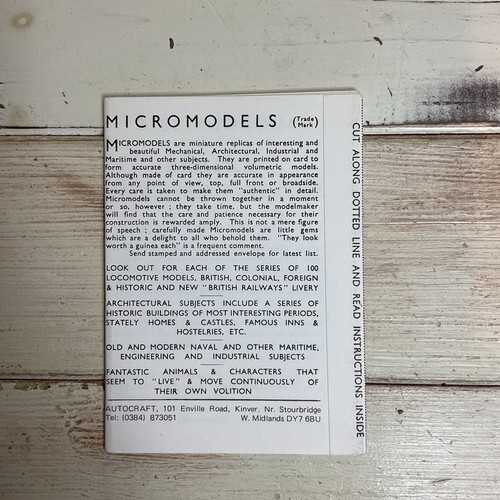 MICROMODELS (Trade Mark)
MICROMODELS are miniature replicas of interesting and
beautiful Mechanical, Architectural, Industrial and
Maritime and other subjects. They are printed on card to
form accurate three-dimensional volumetric models.
Although made of card they are accurate in appearance
from any point of view, top, full front or broadside.
Every care is taken to make them "authentic" in detail.
Micromodels cannot be thrown together in a moment
or so, however ; they take time, but the modelmaker
will find that the care and patience necessary for their
construction is rewarded amply. This is not a mere figure
of speech ; carefully made Micromodels are little gems
which are a delight to all who behold them. "They look
worth a guinea each" is a frequent comment.
Send stamped and addressed envelope for latest list.
LOOK OUT FOR EACH OF THE SERIES OF 100
LOCOMOTIVE MODELS, BRITISH, COLONIAL, FOREIGN
& HISTORIC AND NEW "BRITISH RAILWAYS" LIVERY
ARCHITECTURAL SUBJECTS INCLUDE A SERIES OF
HISTORIC BUILDINGS OF MOST INTERESTING PERIODS,
STATELY HOMES & CASTLES, FAMOUS INNS &
HOSTELRIES, ETC.
OLD AND MODERN NAVAL AND OTHER MARITIME,
ENGINEERING AND INDUSTRIAL SUBJECTS
FANTASTIC ANIMALS & CHARACTERS THAT
SEEM TO "LIVE" & MOVE CONTINUOUSLY OF
THEIR OWN VOLITION
AUTOCRAFT, 101 Enville Road, Kinver, Nr. Stourbridge
Tel: (0384) 873051 W. Midlands DY7 6BU
CUT ALONG DOTTED LINE AND READ INSTRUCTIONS INSIDE